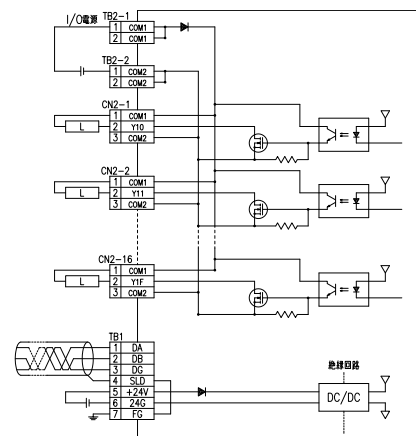 I/O電源
TB2-1
1 COM1
2 COM1
TB2-2
1 COM2
2 COM2
CN2-1
1 COM1
L 2 Y10
3 COM2
CN2-2
1 COM1
L 2 Y11
3 COM2
CN2-16
1 COM1
L 2 Y1F
3 COM2
TB1
1 DA
2 DB
3 DG
4 SLD
5 +24V
6 24G
7 FG
絶縁回路
DC/DC